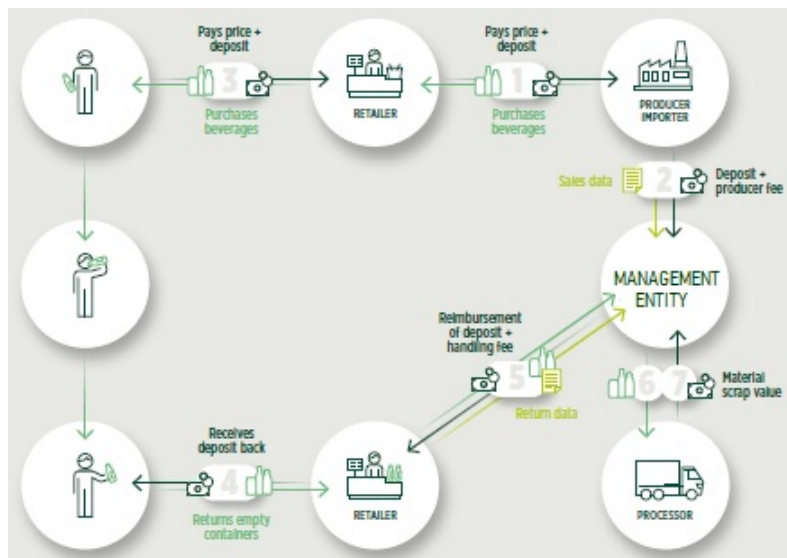 Pays price +
deposit
3
Purchases
beverages
RETAILER
Pays price +
deposit
1
Purchases
beverages
PRODUCER
IMPORTER
Sales data
2
Deposit +
producer fee
MANAGEMENT
ENTITY
Reimbursement
of deposit +
handling fee
5
Return data
6
7
Material
scrap value
Receives
deposit back
4
Returns empty
containers
RETAILER
PROCESSOR